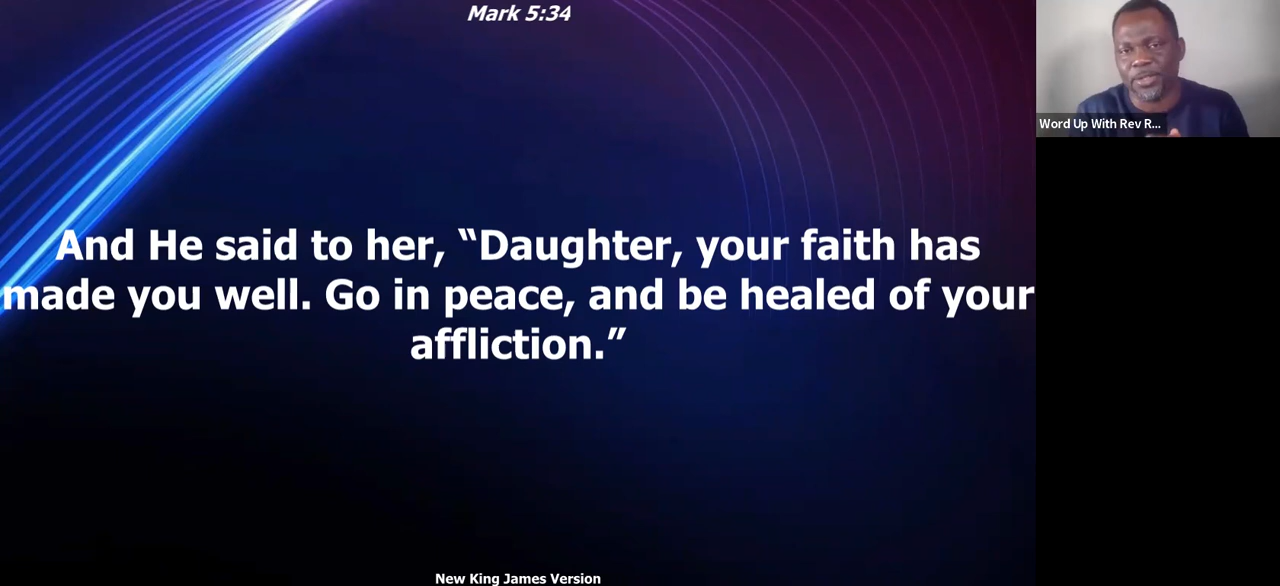 Mark 5:34
Word Up With Rev R...
And He said to her, “Daughter, your faith has
made you well. Go in peace, and be healed of your
affliction.”
New King James Version